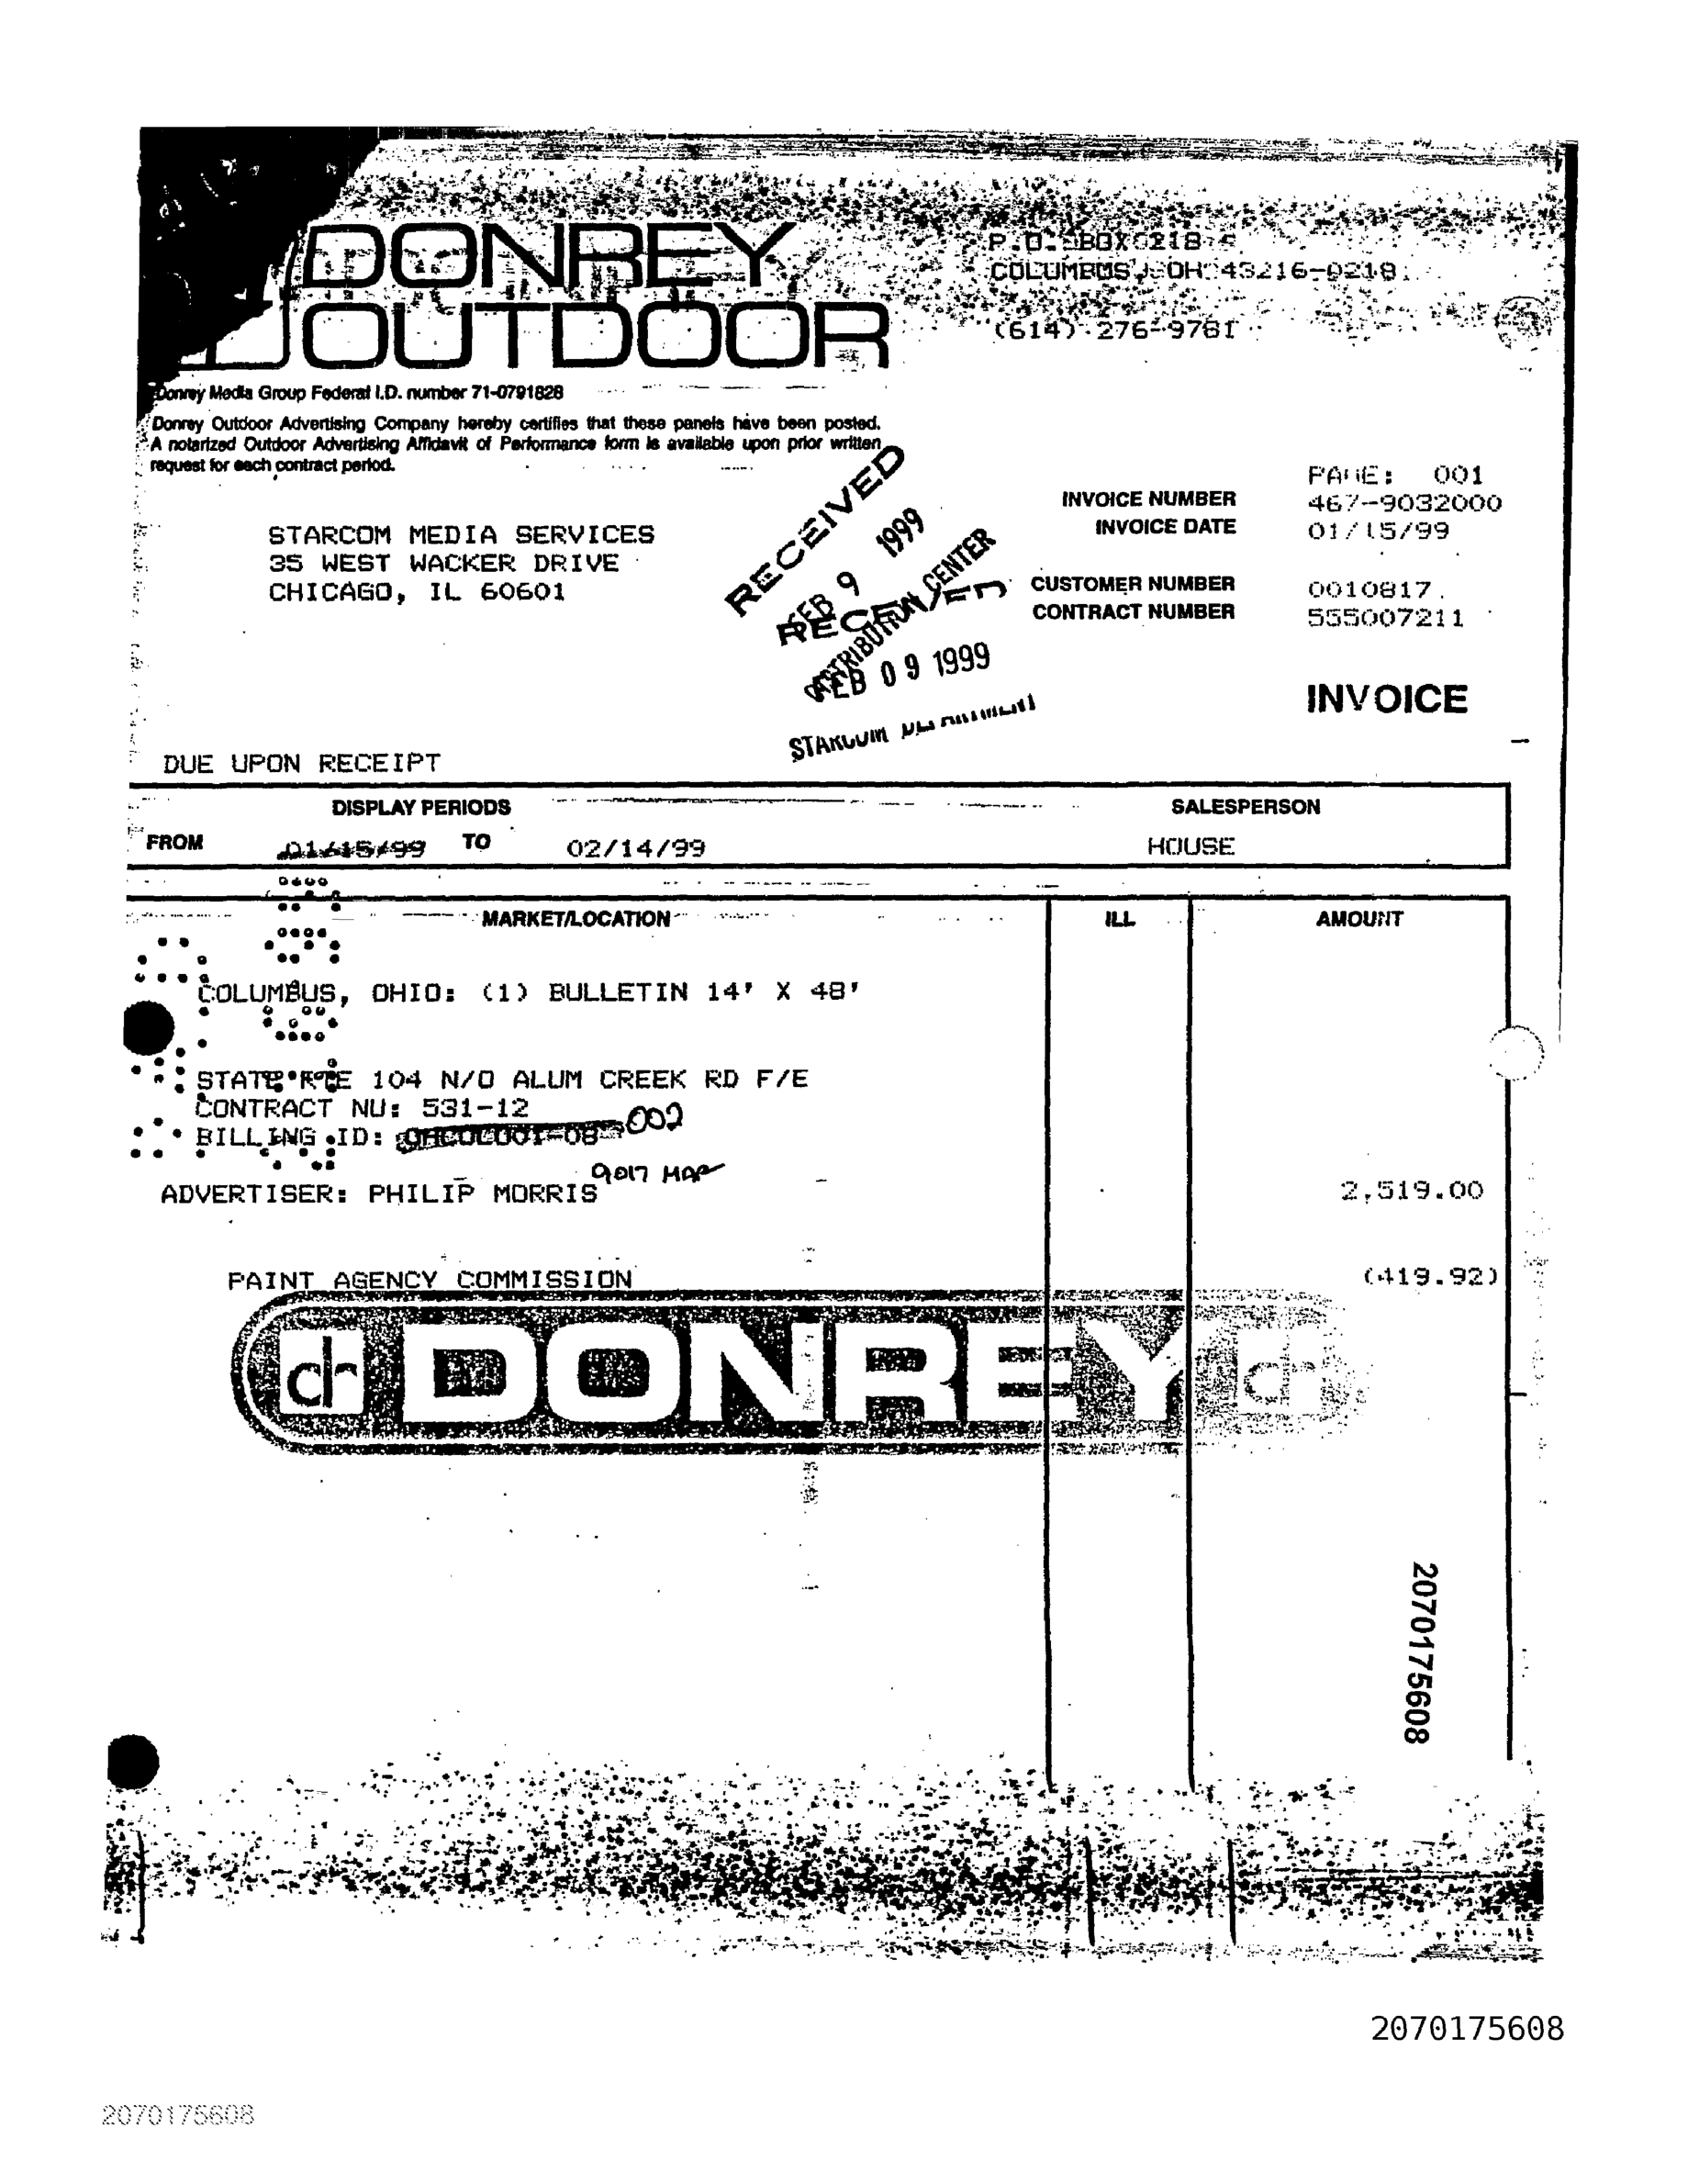 DONREY
OUTDOOR
P.O. BOX 218
COLUMBUS, OH 43216-0218
(614) 276-9781
Donrey Media Group Federal I.D. number 71-0791828
Donrey Outdoor Advertising Company hereby certifies that these panels have been posted.
A notarized Outdoor Advertising Affidavit of Performance form is available upon prior written
request for each contract period.
PAGE: 001
INVOICE NUMBER 467-9032000
INVOICE DATE 01/15/99
STARCOM MEDIA SERVICES
35 WEST WACKER DRIVE
CHICAGO, IL 60601
RECEIVED
FEB 9 1999
DISTRIBUTION CENTER
RECEIVED
FEB 09 1999
STARCOM DEPARTMENT
CUSTOMER NUMBER 0010817
CONTRACT NUMBER 555007211
INVOICE
DUE UPON RECEIPT
DISPLAY PERIODS SALESPERSON
FROM 01/15/99 TO 02/14/99 HOUSE
MARKET/LOCATION ILL AMOUNT
COLUMBUS, OHIO: (1) BULLETIN 14' X 48'
STATE RTE 104 N/O ALUM CREEK RD F/E
CONTRACT NU: 531-12
BILLING ID: 002
9017 MAP
ADVERTISER: PHILIP MORRIS 2,519.00
PAINT AGENCY COMMISSION (419.92)
dr DONREY dr
2070175608
2070175608
2070175608